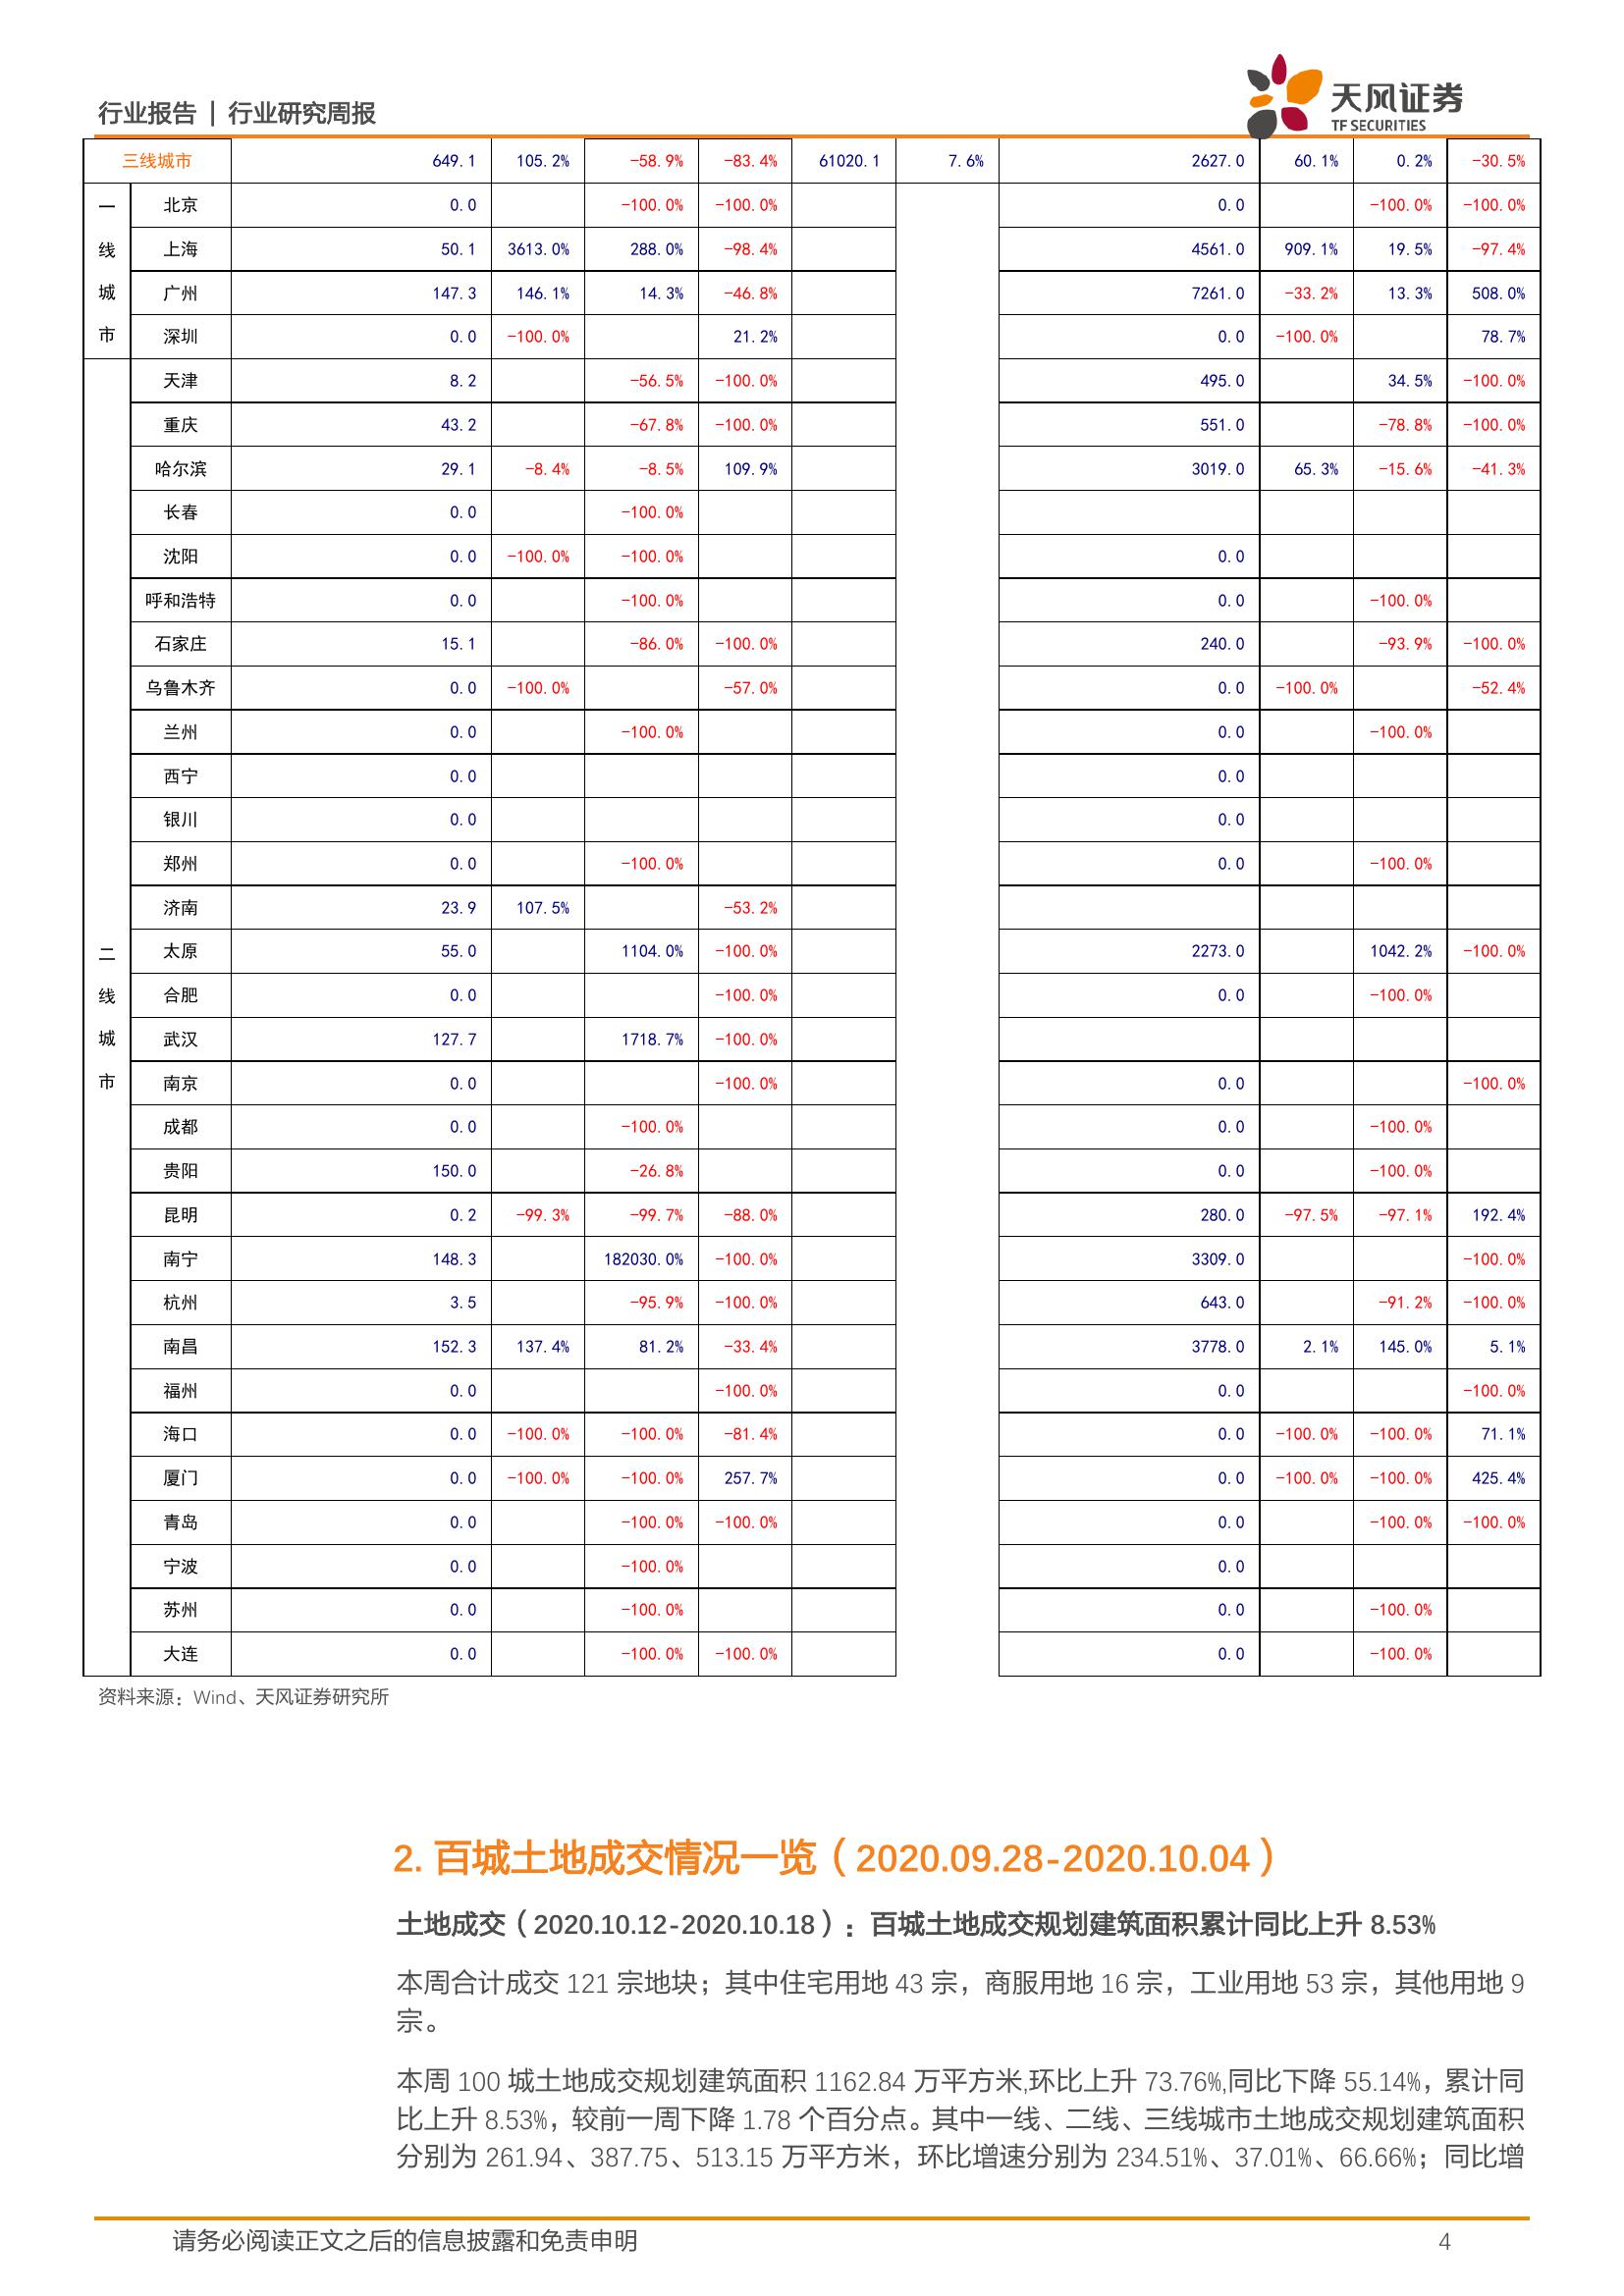 行业报告 | 行业研究周报
天风证券
TF SECURITIES
三线城市 649.1 105.2% -58.9% -83.4% 61020.1 7.6% 2627.0 60.1% 0.2% -30.5%
一线城市
北京 0.0 -100.0% -100.0% 0.0 -100.0% -100.0%
上海 50.1 3613.0% 288.0% -98.4% 4561.0 909.1% 19.5% -97.4%
广州 147.3 146.1% 14.3% -46.8% 7261.0 -33.2% 13.3% 508.0%
深圳 0.0 -100.0% 21.2% 0.0 -100.0% 78.7%
二线城市
天津 8.2 -56.5% -100.0% 495.0 34.5% -100.0%
重庆 43.2 -67.8% -100.0% 551.0 -78.8% -100.0%
哈尔滨 29.1 -8.4% -8.5% 109.9% 3019.0 65.3% -15.6% -41.3%
长春 0.0 -100.0%
沈阳 0.0 -100.0% -100.0% 0.0
呼和浩特 0.0 -100.0% 0.0 -100.0%
石家庄 15.1 -86.0% -100.0% 240.0 -93.9% -100.0%
乌鲁木齐 0.0 -100.0% -57.0% 0.0 -100.0% -52.4%
兰州 0.0 -100.0% 0.0 -100.0%
西宁 0.0 0.0
银川 0.0 0.0
郑州 0.0 -100.0% 0.0 -100.0%
济南 23.9 107.5% -53.2%
太原 55.0 1104.0% -100.0% 2273.0 1042.2% -100.0%
合肥 0.0 -100.0% 0.0 -100.0%
武汉 127.7 1718.7% -100.0%
南京 0.0 -100.0% 0.0 -100.0%
成都 0.0 -100.0% 0.0 -100.0%
贵阳 150.0 -26.8% 0.0 -100.0%
昆明 0.2 -99.3% -99.7% -88.0% 280.0 -97.5% -97.1% 192.4%
南宁 148.3 182030.0% -100.0% 3309.0 -100.0%
杭州 3.5 -95.9% -100.0% 643.0 -91.2% -100.0%
南昌 152.3 137.4% 81.2% -33.4% 3778.0 2.1% 145.0% 5.1%
福州 0.0 -100.0% 0.0 -100.0%
海口 0.0 -100.0% -100.0% -81.4% 0.0 -100.0% -100.0% 71.1%
厦门 0.0 -100.0% -100.0% 257.7% 0.0 -100.0% -100.0% 425.4%
青岛 0.0 -100.0% -100.0% 0.0 -100.0% -100.0%
宁波 0.0 -100.0% 0.0
苏州 0.0 -100.0% 0.0 -100.0%
大连 0.0 -100.0% -100.0% 0.0 -100.0%
资料来源：Wind、天风证券研究所
2. 百城土地成交情况一览（2020.09.28-2020.10.04）
土地成交（2020.10.12-2020.10.18）：百城土地成交规划建筑面积累计同比上升 8.53%
本周合计成交 121 宗地块；其中住宅用地 43 宗，商服用地 16 宗，工业用地 53 宗，其他用地 9
宗。
本周 100 城土地成交规划建筑面积 1162.84 万平方米,环比上升 73.76%,同比下降 55.14%，累计同
比上升 8.53%，较前一周下降 1.78 个百分点。其中一线、二线、三线城市土地成交规划建筑面积
分别为 261.94、387.75、513.15 万平方米，环比增速分别为 234.51%、37.01%、66.66%；同比增
请务必阅读正文之后的信息披露和免责申明 4